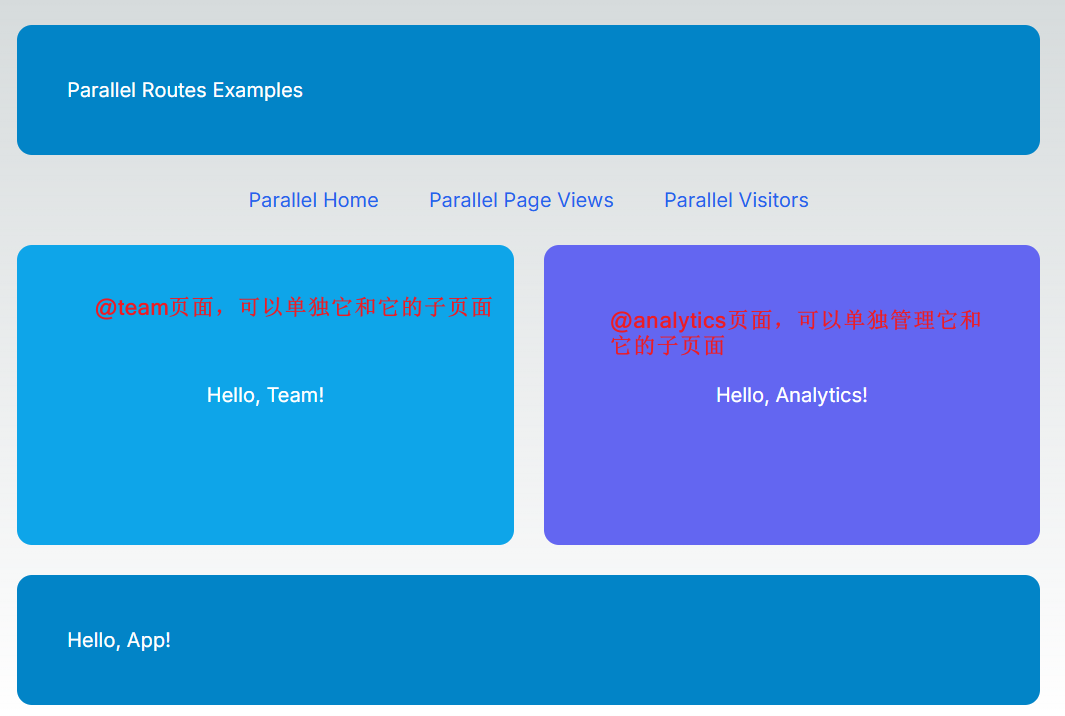 Parallel Routes Examples
Parallel Home Parallel Page Views Parallel Visitors
@team页面，可以单独它和它的子页面
Hello, Team!
@analytics页面，可以单独管理它和
它的子页面
Hello, Analytics!
Hello, App!